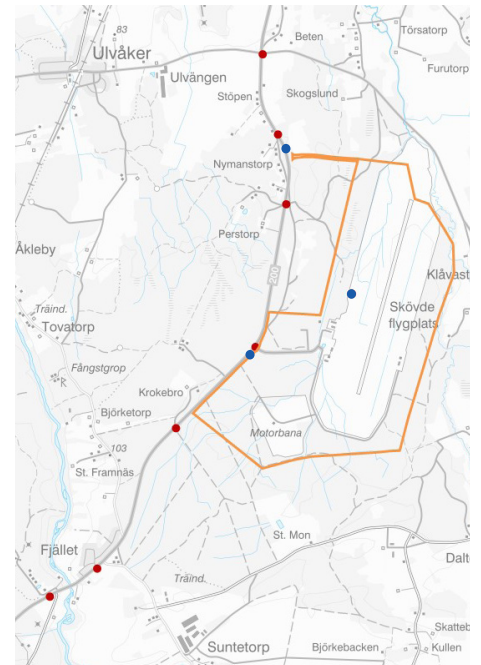 83
Beten
Törsatorp
Ulvåker
Furutorp
Ulvängen
Stöpen
Skogslund
Nymanstorp
Perstorp
Åkleby
200
Klåvast
Träind.
Skövde
flygplats
Tovatorp
Fångstgrop
Krokebro
Björketorp
Motorbana
103
St. Framnäs
St. Mon
Fjället
Dalt
Träind.
Skatteb
Suntetorp
Björkebacken
Kullen